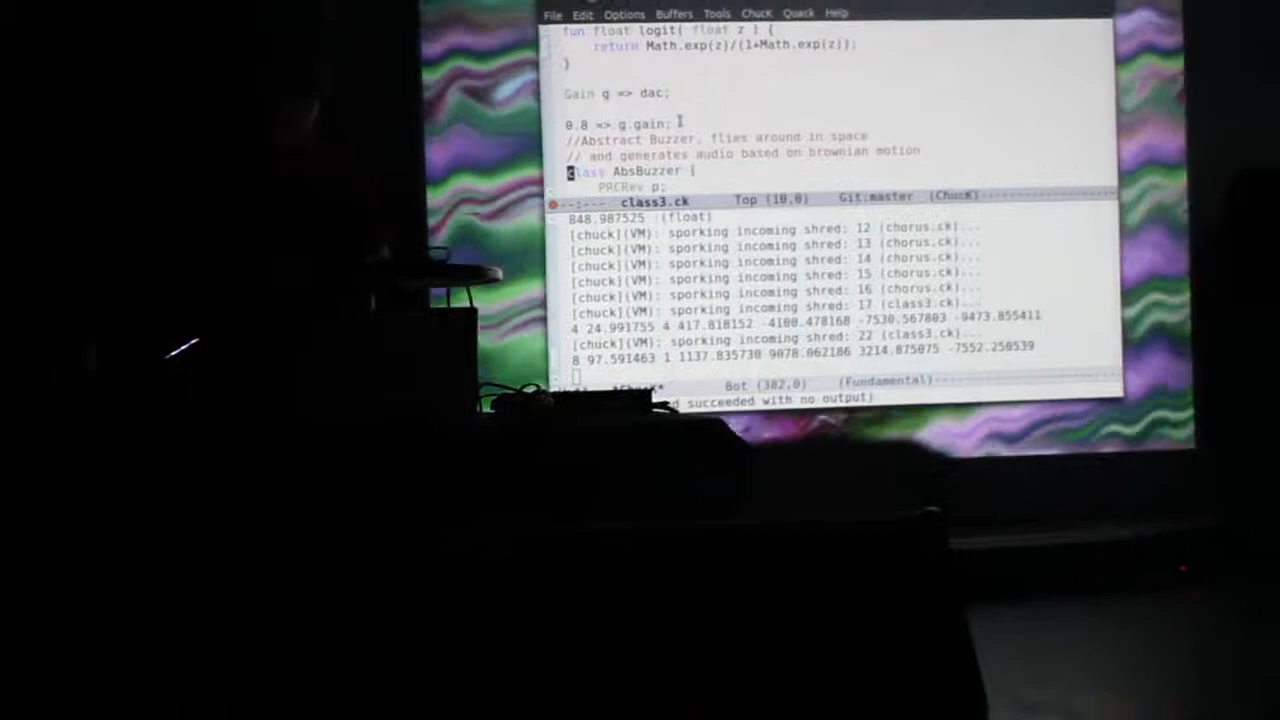 File Edit Options Buffers Tools ChucK Quack Help
fun float logit( float z ) {
return Math.exp(z)/(1+Math.exp(z));
}
Gain g => dac;
0.8 => g.gain;
//Abstract Buzzer, flies around in space
// and generates audio based on brownian motion
class AbsBuzzer {
PRCRev p;
--:---- class3.ck Top (10,0) Git:master (ChucK)
848.987525 :(float)
[chuck](VM): sporking incoming shred: 12 (chorus.ck)...
[chuck](VM): sporking incoming shred: 13 (chorus.ck)...
[chuck](VM): sporking incoming shred: 14 (chorus.ck)...
[chuck](VM): sporking incoming shred: 15 (chorus.ck)...
[chuck](VM): sporking incoming shred: 16 (chorus.ck)...
[chuck](VM): sporking incoming shred: 17 (class3.ck)...
4 24.991755 4 417.818152 -4108.478168 -7530.567803 -9473.855411
[chuck](VM): sporking incoming shred: 22 (class3.ck)...
8 97.591463 1 1137.835730 9078.062186 3214.875075 -7552.250539
Bot (382,0) (Fundamental)
succeeded with no output)